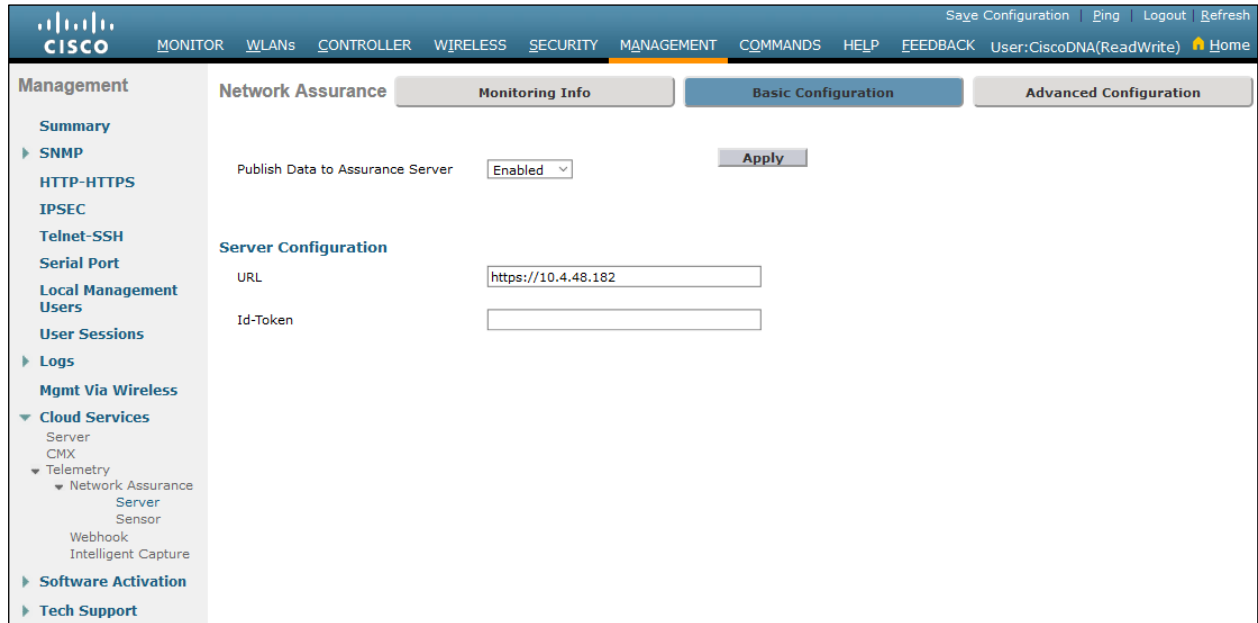 Save Configuration | Ping | Logout | Refresh
CISCO MONITOR WLANs CONTROLLER WIRELESS SECURITY MANAGEMENT COMMANDS HELP FEEDBACK User:CiscoDNA(ReadWrite) Home
Management
Network Assurance Monitoring Info Basic Configuration Advanced Configuration
Summary
SNMP
HTTP-HTTPS
IPSEC
Telnet-SSH
Serial Port
Local Management
Users
User Sessions
Logs
Mgmt Via Wireless
Cloud Services
Server
CMX
Telemetry
Network Assurance
Server
Sensor
Webhook
Intelligent Capture
Software Activation
Tech Support
Publish Data to Assurance Server Enabled Apply
Server Configuration
URL https://10.4.48.182
Id-Token